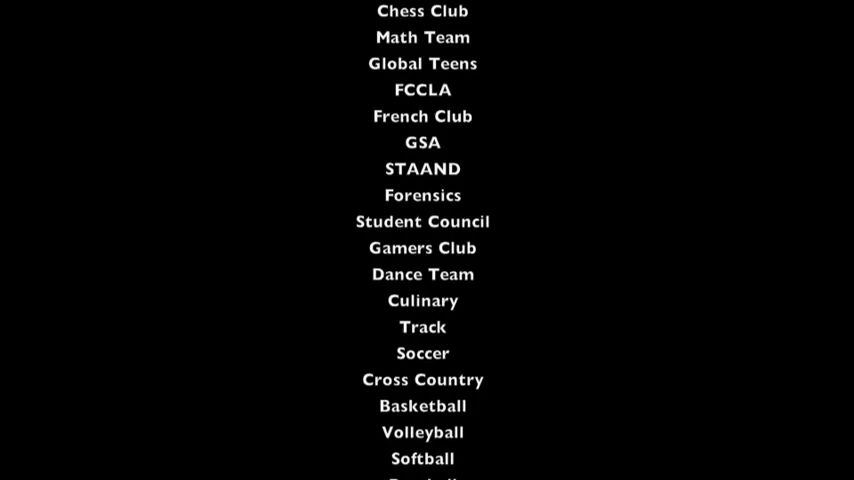 Chess Club
Math Team
Global Teens
FCCLA
French Club
GSA
STAAND
Forensics
Student Council
Gamers Club
Dance Team
Culinary
Track
Soccer
Cross Country
Basketball
Volleyball
Softball